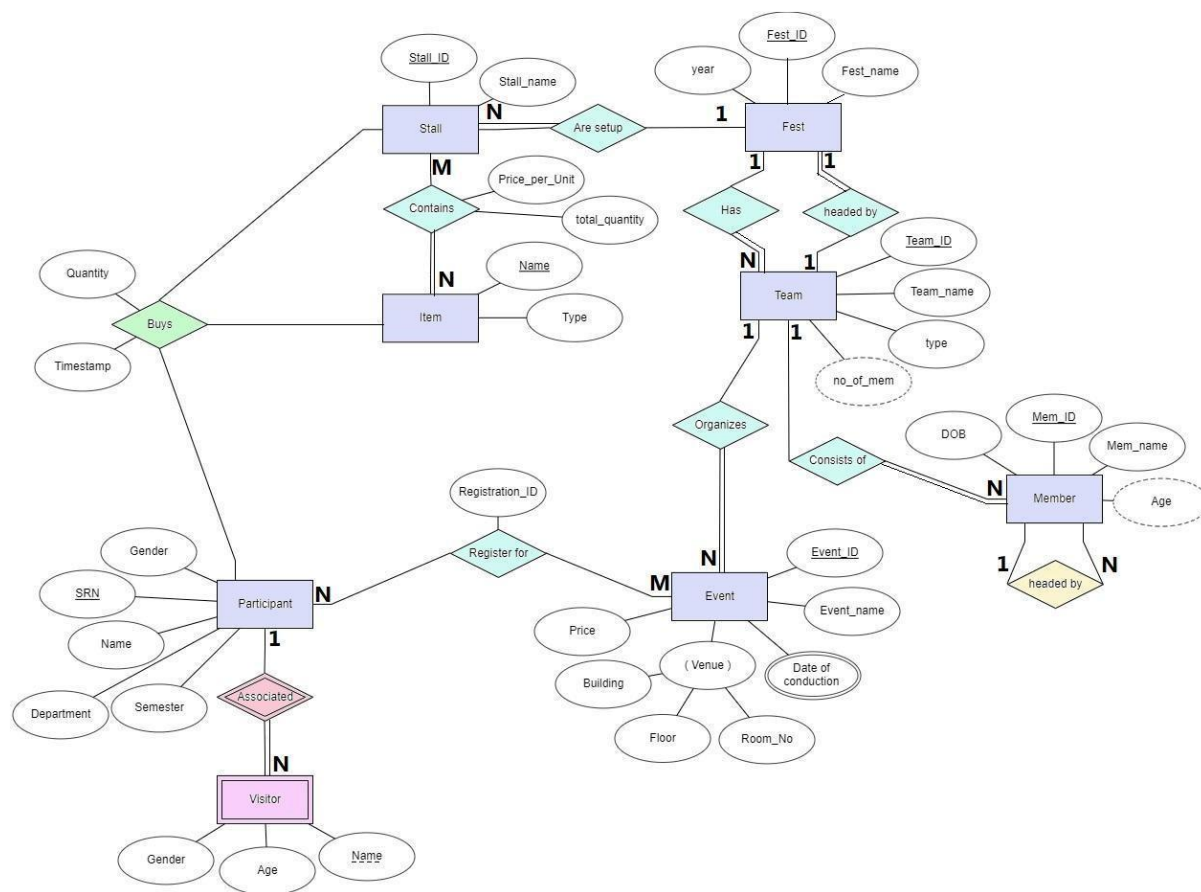 Fest_ID
Stall_ID
year
Fest_name
Stall_name
N
1
Stall
Are setup
Fest
M
1
1
Price_per_Unit
Contains
total_quantity
Has
headed by
Team_ID
Quantity
Name
N
N
1
Team
Team_name
Buys
Item
Type
1
1
type
Timestamp
no_of_mem
Mem_ID
Organizes
DOB
Mem_name
Consists of
Registration_ID
N
Member
Age
Gender
Register for
Event_ID
1
N
N
headed by
SRN
M
Participant
N
Event
Event_name
Name
1
Price
( Venue )
Date of
conduction
Building
Associated
Department
Semester
Floor
Room_No
N
Visitor
Gender
Age
Name